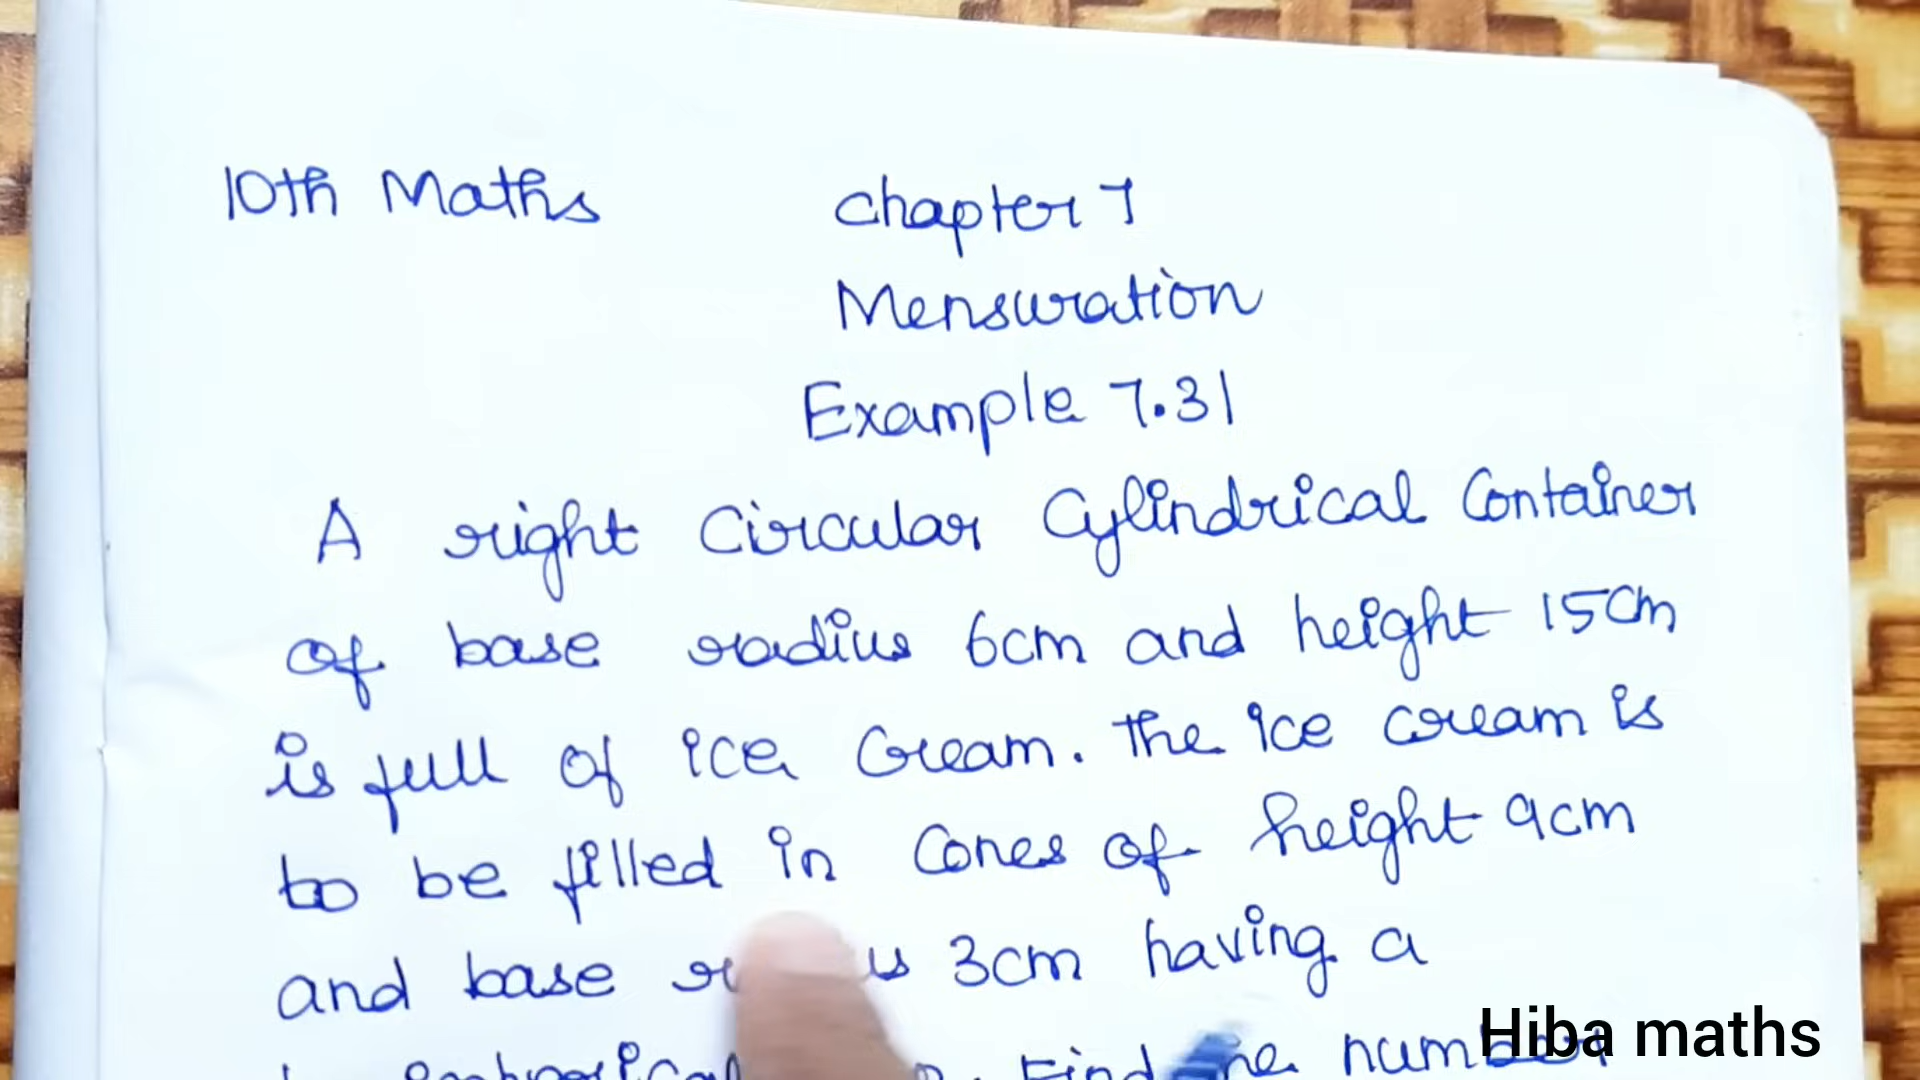 10th Maths
Chapter 7
Mensuration
Example 7.31
A right Circular Cylindrical Container
of base radius 6cm and height 15cm
is full of ice Cream. The ice cream is
to be filled in Cones of height 9cm
and base 3cm having a
Find number
Hiba maths